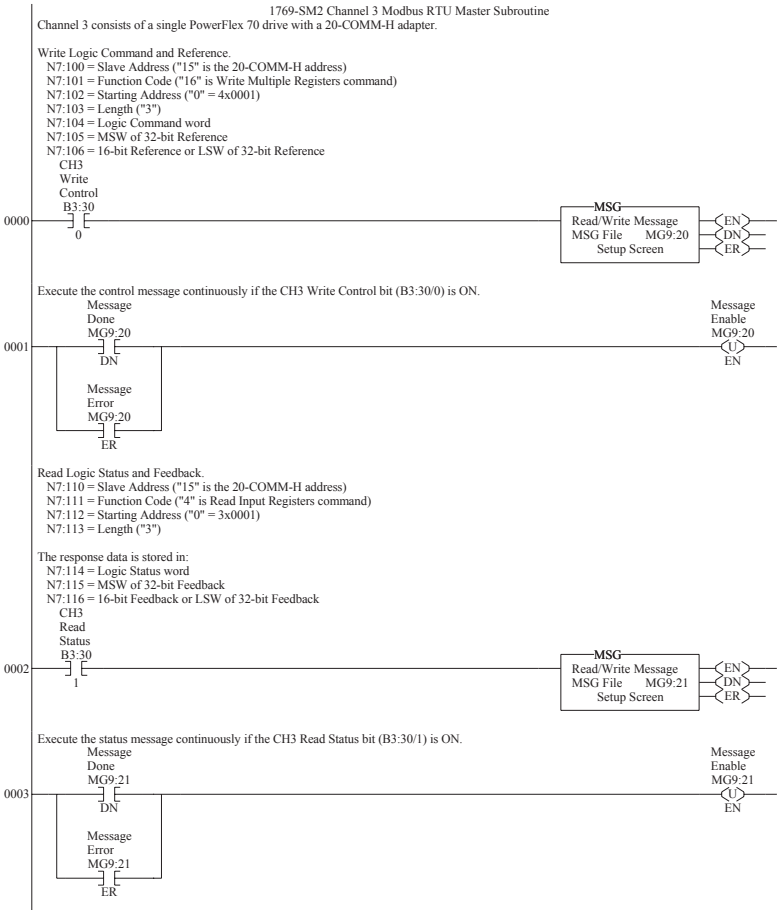 1769-SM2 Channel 3 Modbus RTU Master Subroutine
Channel 3 consists of a single PowerFlex 70 drive with a 20-COMM-H adapter.
Write Logic Command and Reference.
N7:100 = Slave Address ("15" is the 20-COMM-H address)
N7:101 = Function Code ("16" is Write Multiple Registers command)
N7:102 = Starting Address ("0" = 4x0001)
N7:103 = Length ("3")
N7:104 = Logic Command word
N7:105 = MSW of 32-bit Reference
N7:106 = 16-bit Reference or LSW of 32-bit Reference
CH3
Write
Control
B3:30
0
0000
MSG
Read/Write Message
MSG File MG9:20
Setup Screen
EN
DN
ER
Execute the control message continuously if the CH3 Write Control bit (B3:30/0) is ON.
Message
Done
MG9:20
DN
0001
Message
Error
MG9:20
ER
Message
Enable
MG9:20
U
EN
Read Logic Status and Feedback.
N7:110 = Slave Address ("15" is the 20-COMM-H address)
N7:111 = Function Code ("4" is Read Input Registers command)
N7:112 = Starting Address ("0" = 3x0001)
N7:113 = Length ("3")
The response data is stored in:
N7:114 = Logic Status word
N7:115 = MSW of 32-bit Feedback
N7:116 = 16-bit Feedback or LSW of 32-bit Feedback
CH3
Read
Status
B3:30
1
0002
MSG
Read/Write Message
MSG File MG9:21
Setup Screen
EN
DN
ER
Execute the status message continuously if the CH3 Read Status bit (B3:30/1) is ON.
Message
Done
MG9:21
DN
0003
Message
Error
MG9:21
ER
Message
Enable
MG9:21
U
EN